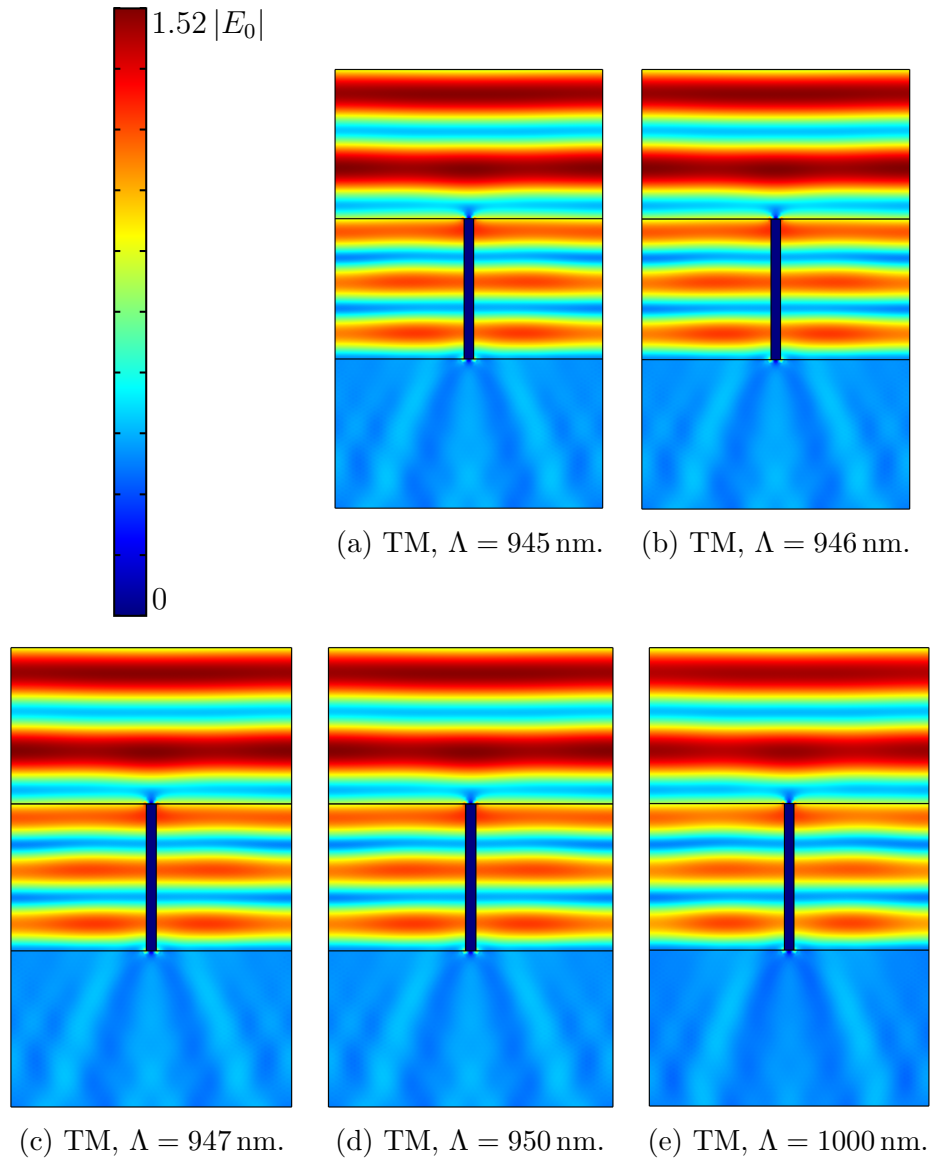 1.52 |E₀|
(a) TM, Λ = 945 nm.
(b) TM, Λ = 946 nm.
0
(c) TM, Λ = 947 nm.
(d) TM, Λ = 950 nm.
(e) TM, Λ = 1000 nm.